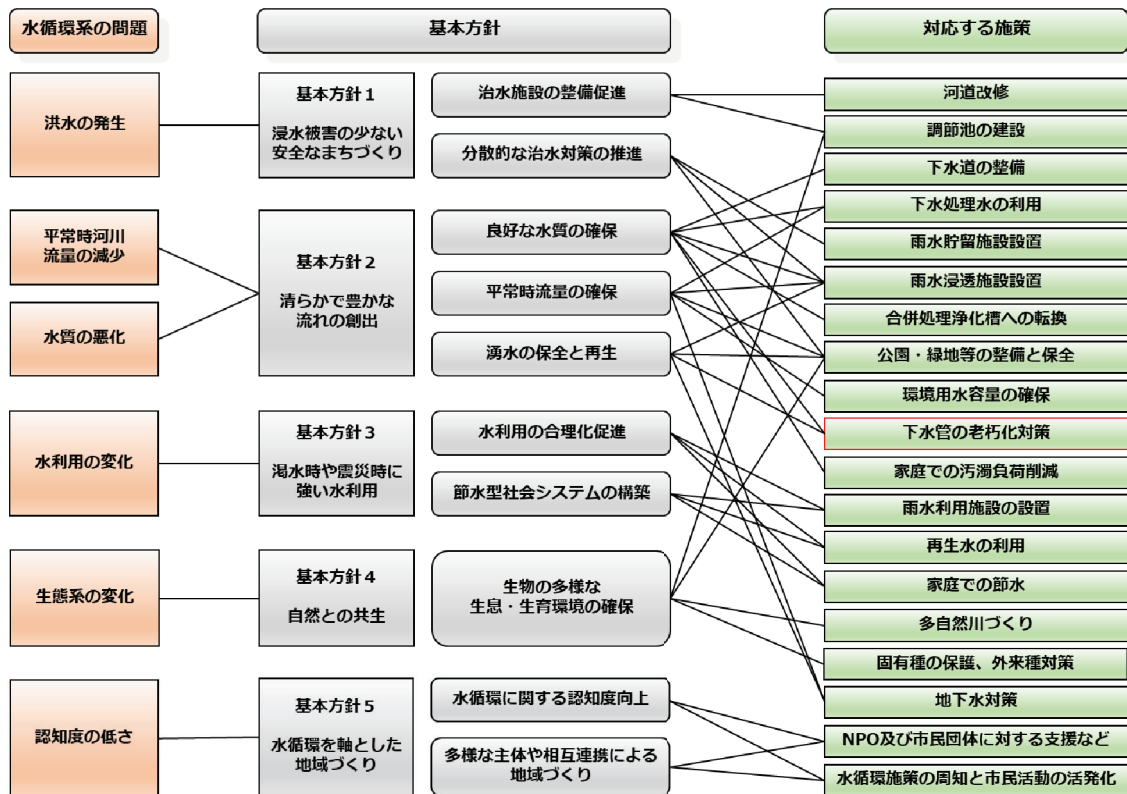 水循環系の問題
基本方針
対応する施策
洪水の発生
平常時河川
流量の減少
水質の悪化
水利用の変化
生態系の変化
認知度の低さ
基本方針１
浸水被害の少ない
安全なまちづくり
基本方針２
清らかで豊かな
流れの創出
基本方針３
渇水時や震災時に
強い水利用
基本方針４
自然との共生
基本方針５
水循環を軸とした
地域づくり
治水施設の整備促進
分散的な治水対策の推進
良好な水質の確保
平常時流量の確保
湧水の保全と再生
水利用の合理化促進
節水型社会システムの構築
生物の多様な
生息・生育環境の確保
水循環に関する認知度向上
多様な主体や相互連携による
地域づくり
河道改修
調節池の建設
下水道の整備
下水処理水の利用
雨水貯留施設設置
雨水浸透施設設置
合併処理浄化槽への転換
公園・緑地等の整備と保全
環境用水容量の確保
下水管の老朽化対策
家庭での汚濁負荷削減
雨水利用施設の設置
再生水の利用
家庭での節水
多自然川づくり
固有種の保護、外来種対策
地下水対策
NPO及び市民団体に対する支援など
水循環施策の周知と市民活動の活発化